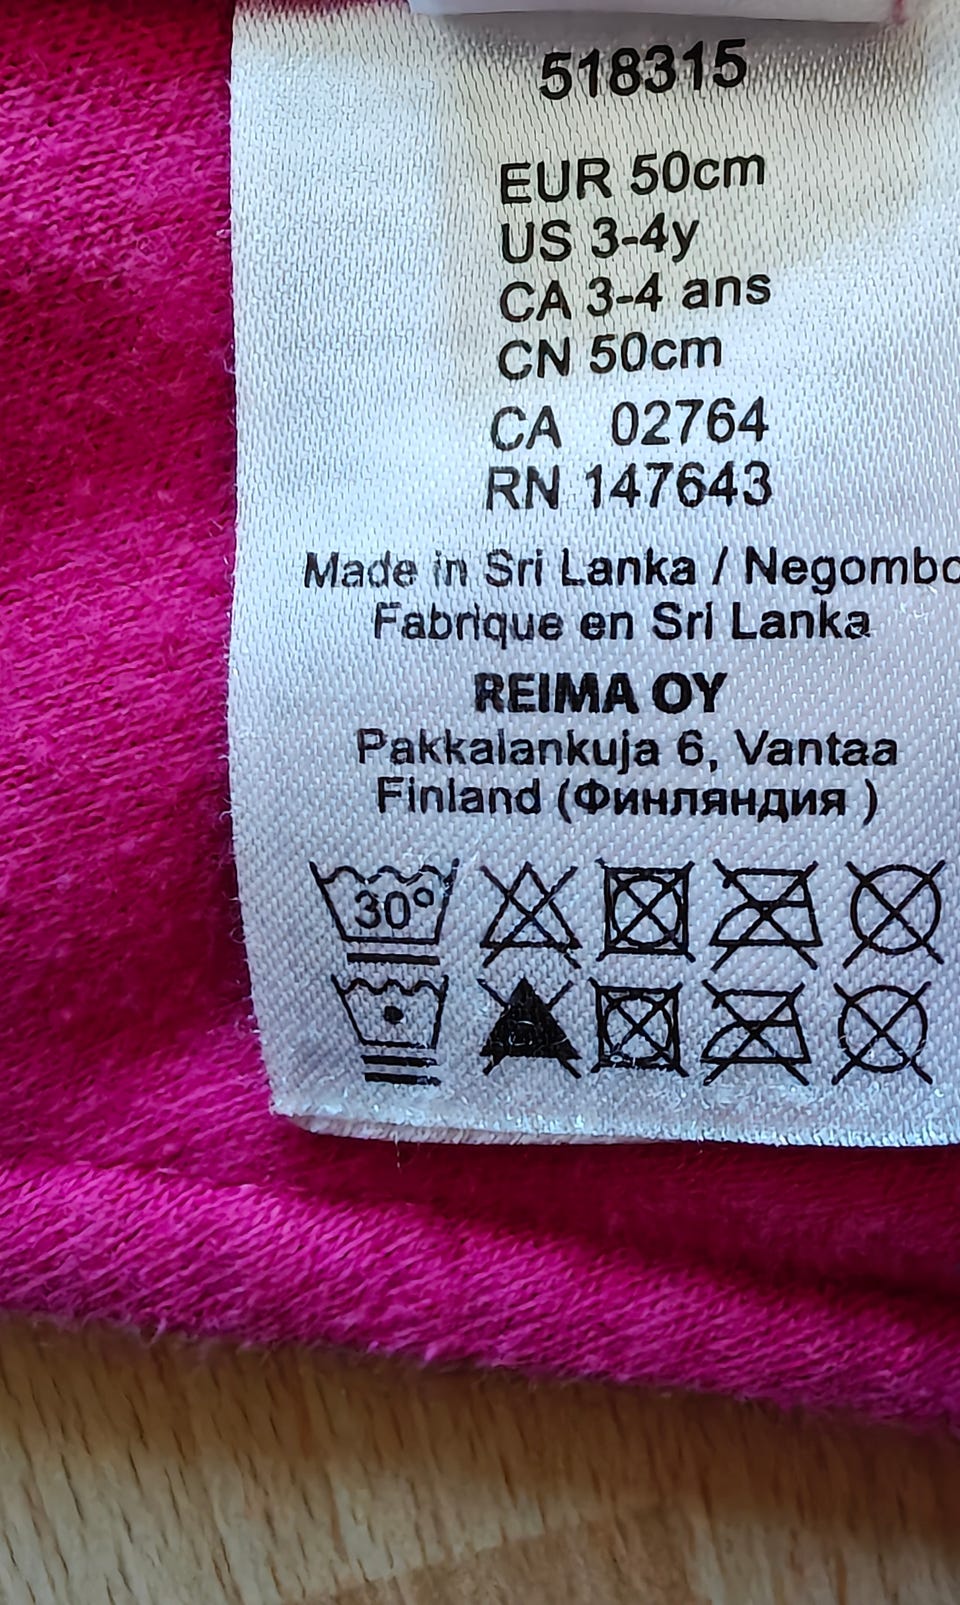 518315
EUR 50cm
US 3-4y
CA 3-4 ans
CN 50cm
CA 02764
RN 147643
Made in Sri Lanka / Negombo
Fabrique en Sri Lanka
REIMA OY
Pakkalankuja 6, Vantaa
Finland (Финляндия )
30°